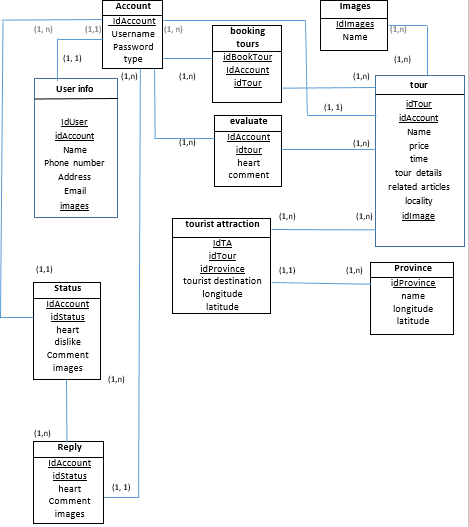 Account
IdAccount
Username
Password
type
(1, n)
(1,1)
(1, n)
(1, 1)
(1,n)
booking
tours
idBookTour
IdAccount
idTour
(1,n)
Images
IdImages
Name
(1,n)
(1,n)
User info
IdUser
idAccount
Name
Phone number
Address
Email
images
evaluate
IdAccount
idtour
heart
comment
(1,n)
(1, 1)
(1,n)
tour
idTour
idAccount
Name
price
time
tour details
related articles
locality
idImage
tourist attraction
IdTA
idTour
idProvince
tourist destination
longitude
latitude
(1,n)
(1,n)
(1,1)
(1,n)
Province
idProvince
name
longitude
latitude
(1,1)
Status
IdAccount
idStatus
heart
dislike
Comment
images
(1,n)
(1,n)
Reply
IdAccount
idStatus
heart
Comment
images
(1, 1)